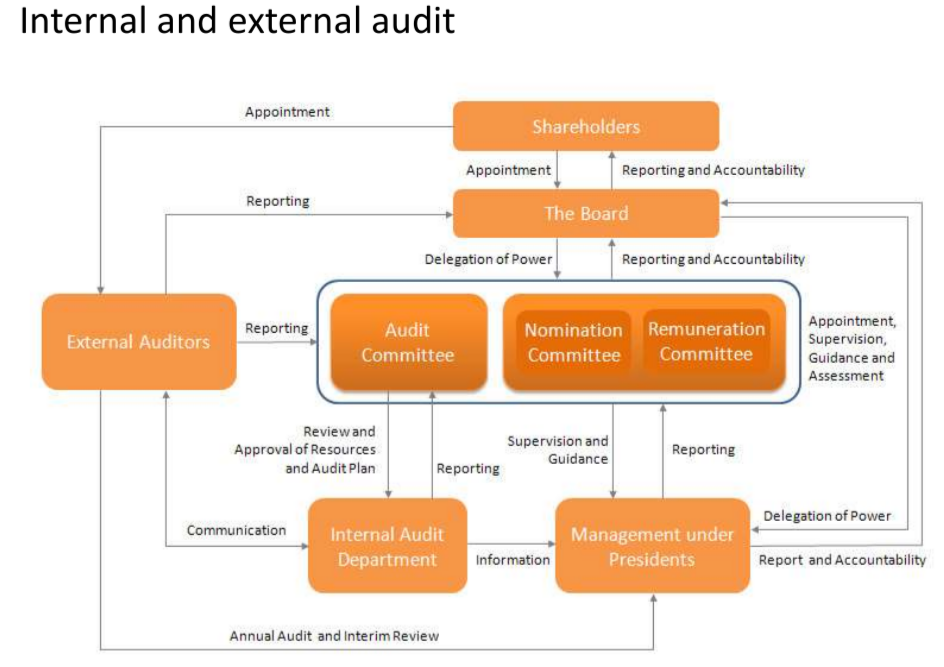 Internal and external audit
Appointment
Shareholders
Appointment
Reporting and Accountability
Reporting
The Board
Delegation of Power
Reporting and Accountability
External Auditors
Reporting
Audit
Committee
Nomination
Committee
Remuneration
Committee
Appointment,
Supervision,
Guidance and
Assessment
Review and
Approval of Resources
and Audit Plan
Reporting
Supervision and
Guidance
Reporting
Communication
Internal Audit
Department
Information
Management under
Presidents
Delegation of Power
Report and Accountability
Annual Audit and Interim Review